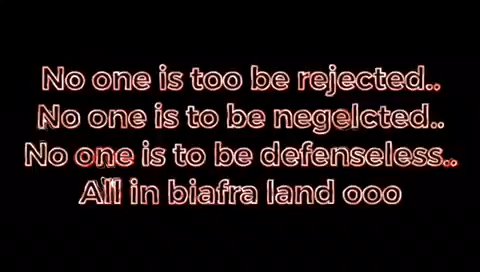 No one is too be rejected..
No one is to be negelcted..
No one is to be defenseless..
All in biafra land ooo